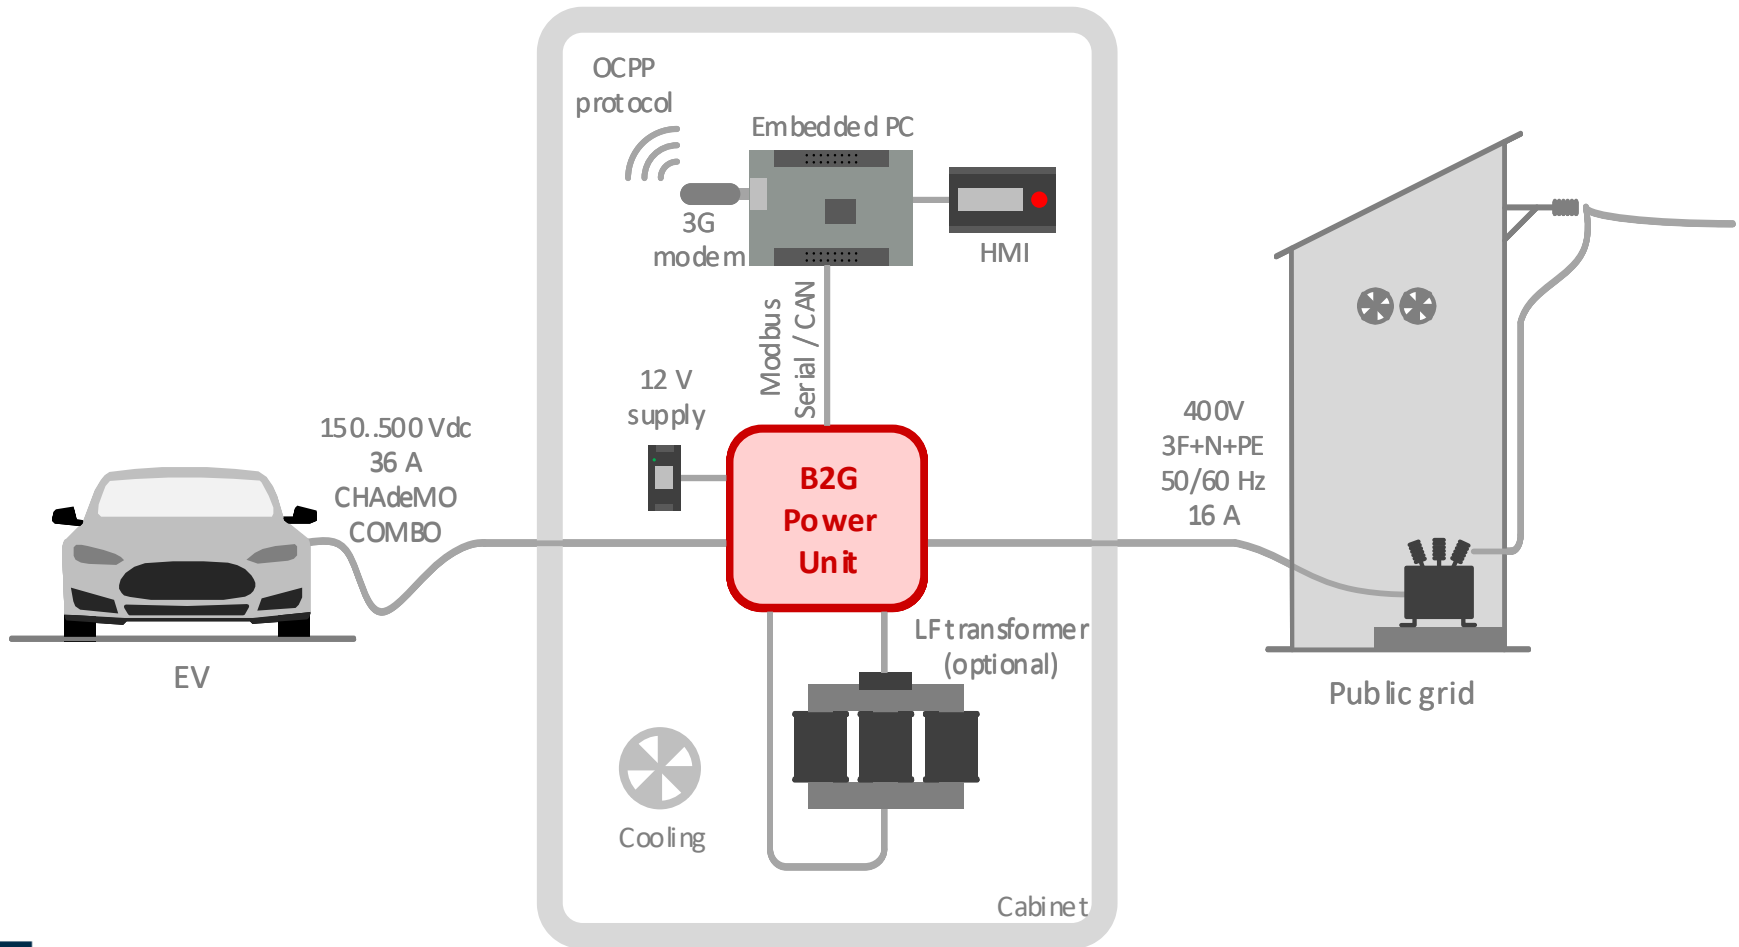 OCPP
protocol
Embedded PC
3G
modem
HMI
Modbus
Serial / CAN
12 V
supply
150..500 Vdc
36 A
CHAdeMO
COMBO
B2G
Power
Unit
400V
3F+N+PE
50/60 Hz
16 A
LF transformer
(optional)
EV
Public grid
Cooling
Cabinet